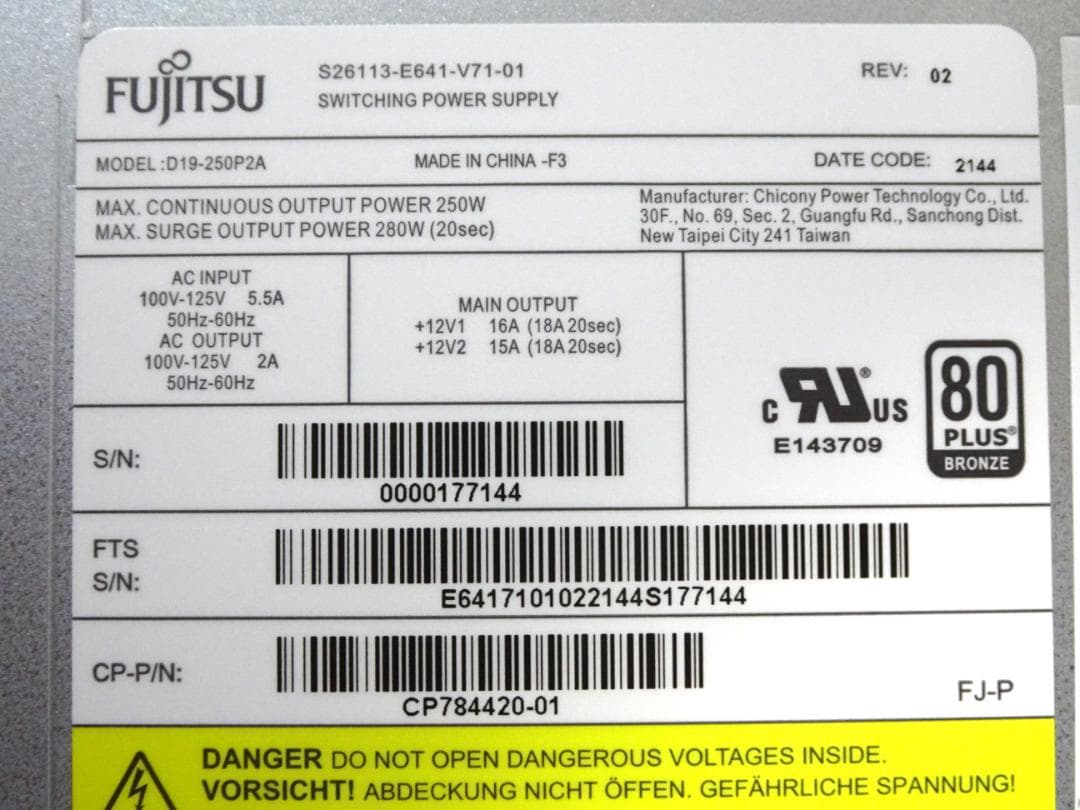 FUJITSU
S26113-E641-V71-01
SWITCHING POWER SUPPLY
REV: 02
MODEL :D19-250P2A
MADE IN CHINA -F3
DATE CODE: 2144
MAX. CONTINUOUS OUTPUT POWER 250W
MAX. SURGE OUTPUT POWER 280W (20sec)
Manufacturer: Chicony Power Technology Co., Ltd.
30F., No. 69, Sec. 2, Guangfu Rd., Sanchong Dist.
New Taipei City 241 Taiwan
AC INPUT
100V-125V 5.5A
50Hz-60Hz
AC OUTPUT
100V-125V 2A
50Hz-60Hz
MAIN OUTPUT
+12V1 16A (18A 20sec)
+12V2 15A (18A 20sec)
C RU® US
E143709
80
PLUS®
BRONZE
S/N:
0000177144
FTS
S/N:
E6417101022144S177144
CP-P/N:
CP784420-01
FJ-P
DANGER DO NOT OPEN DANGEROUS VOLTAGES INSIDE.
VORSICHT! ABDECKUNG NICHT ÖFFEN. GEFÄHRLICHE SPANNUNG!